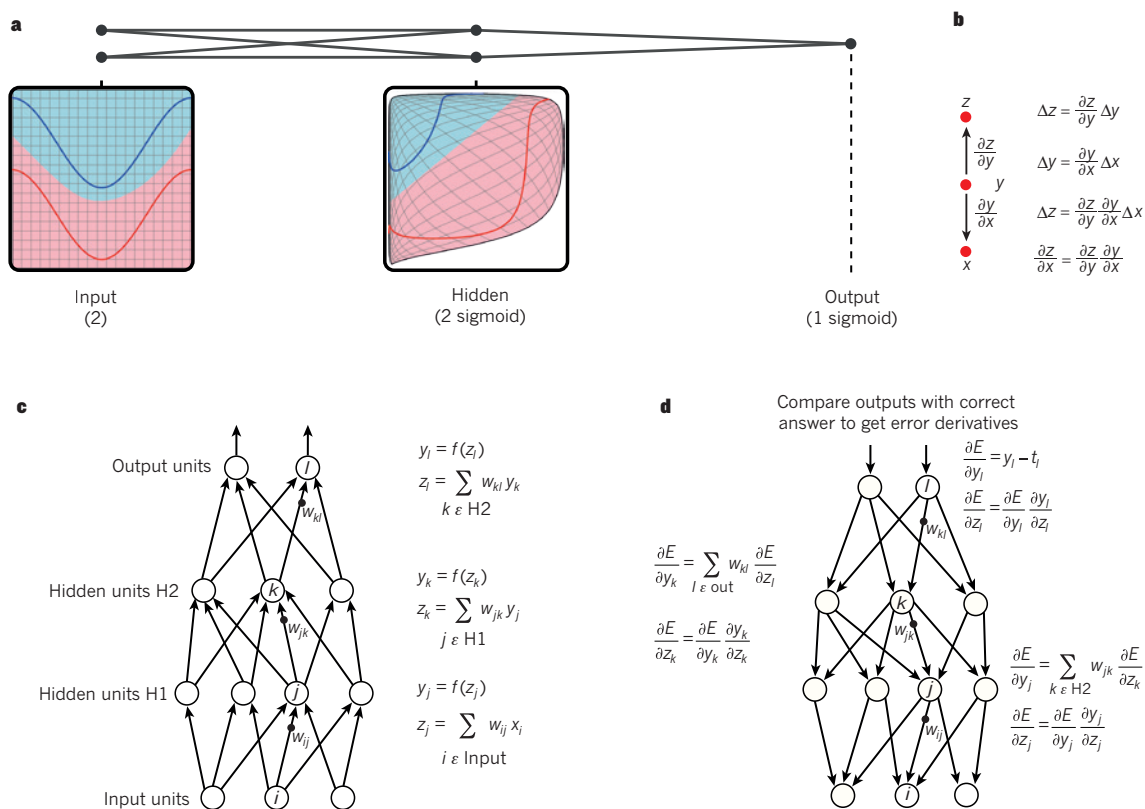 a
Input
(2)
Hidden
(2 sigmoid)
Output
(1 sigmoid)
b
z
∂z/∂y
y
∂y/∂x
x
Δz = ∂z/∂y Δy
Δy = ∂y/∂x Δx
Δz = ∂z/∂y ∂y/∂x Δx
∂z/∂x = ∂z/∂y ∂y/∂x
c
Output units
l
w_kl
Hidden units H2
k
w_jk
Hidden units H1
j
w_ij
Input units
i
y_l = f(z_l)
z_l = ∑ w_kl y_k
k ε H2
y_k = f(z_k)
z_k = ∑ w_jk y_j
j ε H1
y_j = f(z_j)
z_j = ∑ w_ij x_i
i ε Input
d
Compare outputs with correct
answer to get error derivatives
l
w_kl
∂E/∂y_l = y_l − t_l
∂E/∂z_l = ∂E/∂y_l ∂y_l/∂z_l
∂E/∂y_k = ∑ w_kl ∂E/∂z_l
l ε out
∂E/∂z_k = ∂E/∂y_k ∂y_k/∂z_k
k
w_jk
j
w_ij
i
∂E/∂y_j = ∑ w_jk ∂E/∂z_k
k ε H2
∂E/∂z_j = ∂E/∂y_j ∂y_j/∂z_j